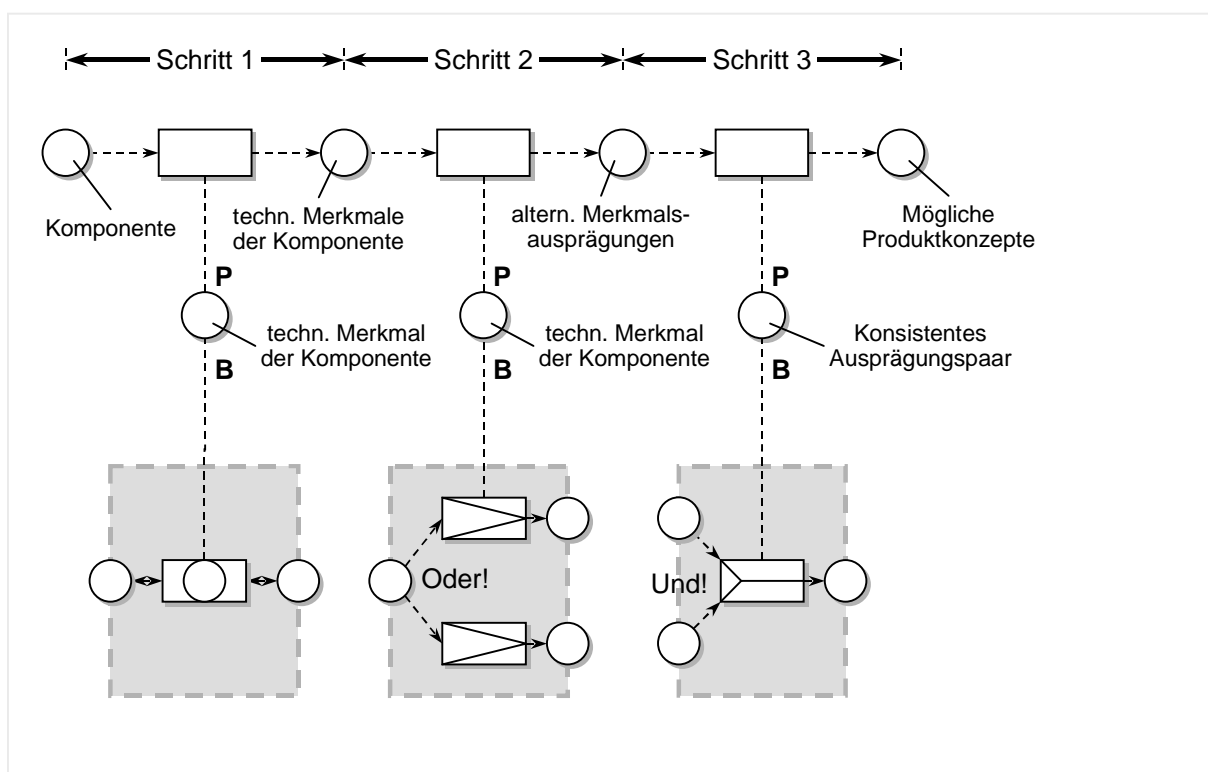 Schritt 1
Schritt 2
Schritt 3
Komponente
techn. Merkmale
der Komponente
altern. Merkmals-
ausprägungen
Mögliche
Produktkonzepte
P
P
P
techn. Merkmal
der Komponente
techn. Merkmal
der Komponente
Konsistentes
Ausprägungspaar
B
B
B
Oder!
Und!